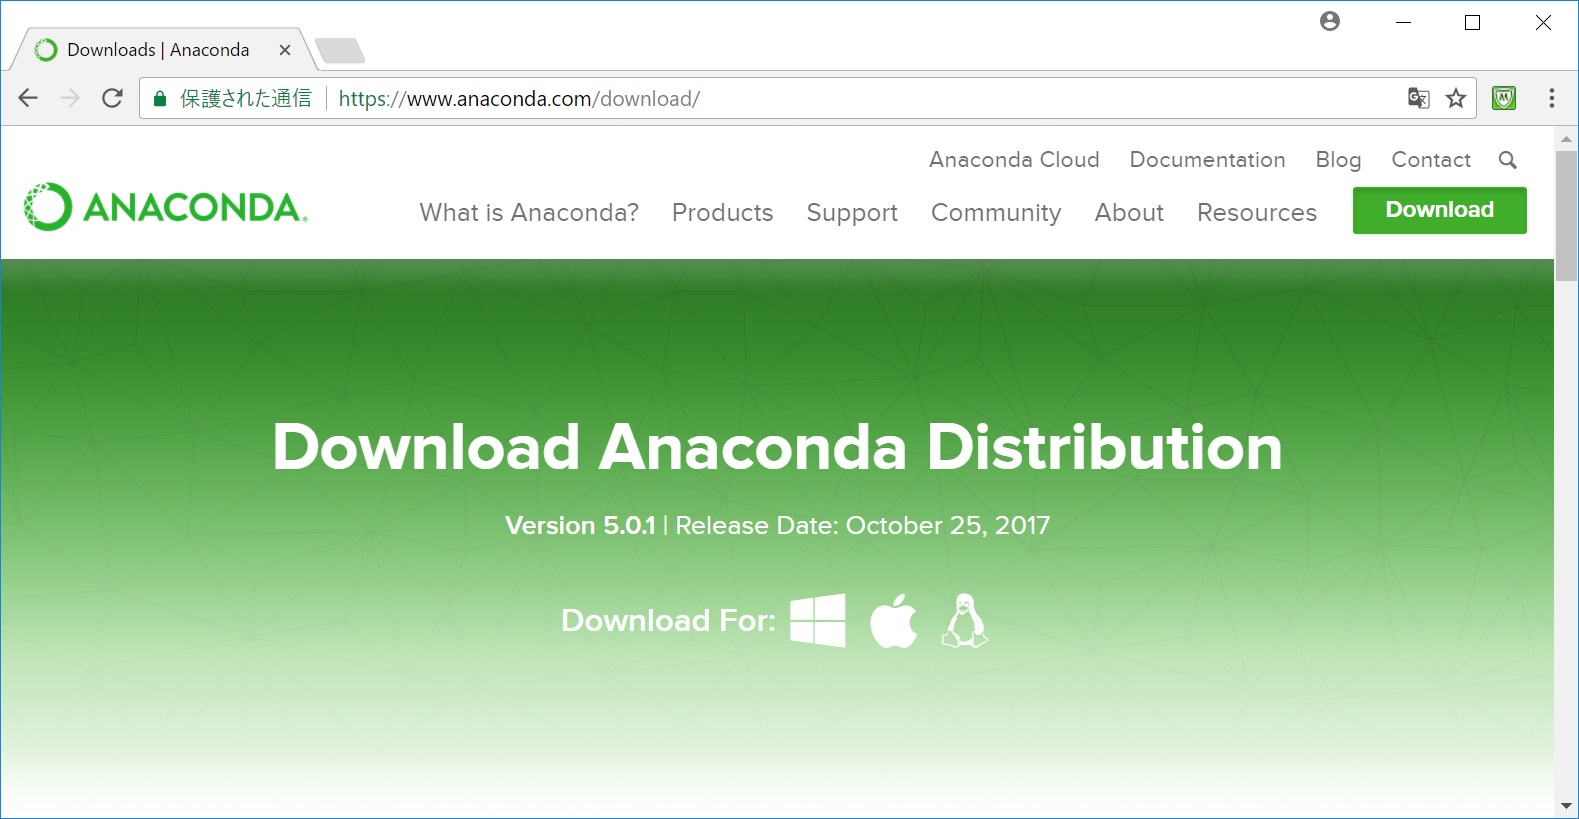 Downloads | Anaconda
保護された通信 https://www.anaconda.com/download/
Anaconda Cloud Documentation Blog Contact
ANACONDA.
What is Anaconda? Products Support Community About Resources Download
Download Anaconda Distribution
Version 5.0.1 | Release Date: October 25, 2017
Download For: